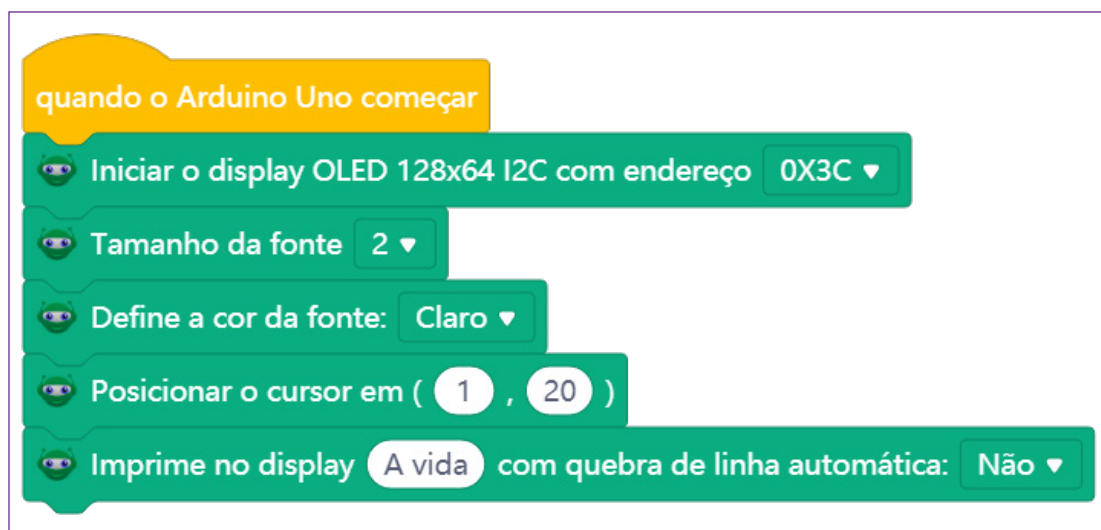 quando o Arduino Uno começar
Iniciar o display OLED 128x64 I2C com endereço 0X3C
Tamanho da fonte 2
Define a cor da fonte: Claro
Posicionar o cursor em ( 1 , 20 )
Imprime no display A vida com quebra de linha automática: Não